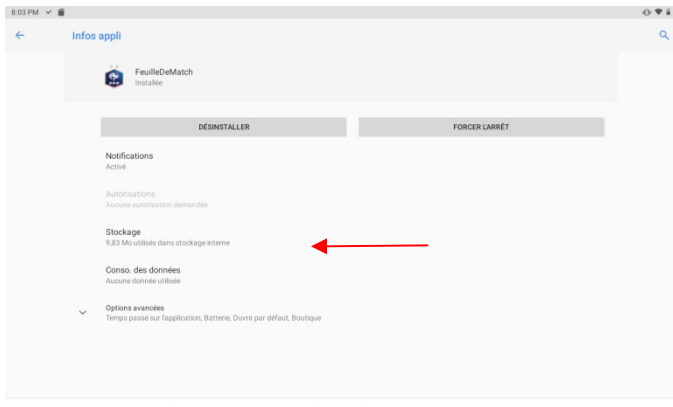 8:03 PM
Infos appli
FeuilleDeMatch
Installée
DÉSINSTALLER
FORCER L'ARRÊT
Notifications
Activé
Autorisations
Aucune autorisation demandée
Stockage
9,83 Mo utilisés dans stockage interne
Conso. des données
Aucune donnée utilisée
Options avancées
Temps passé sur l'application, Batterie, Ouvrir par défaut, Boutique